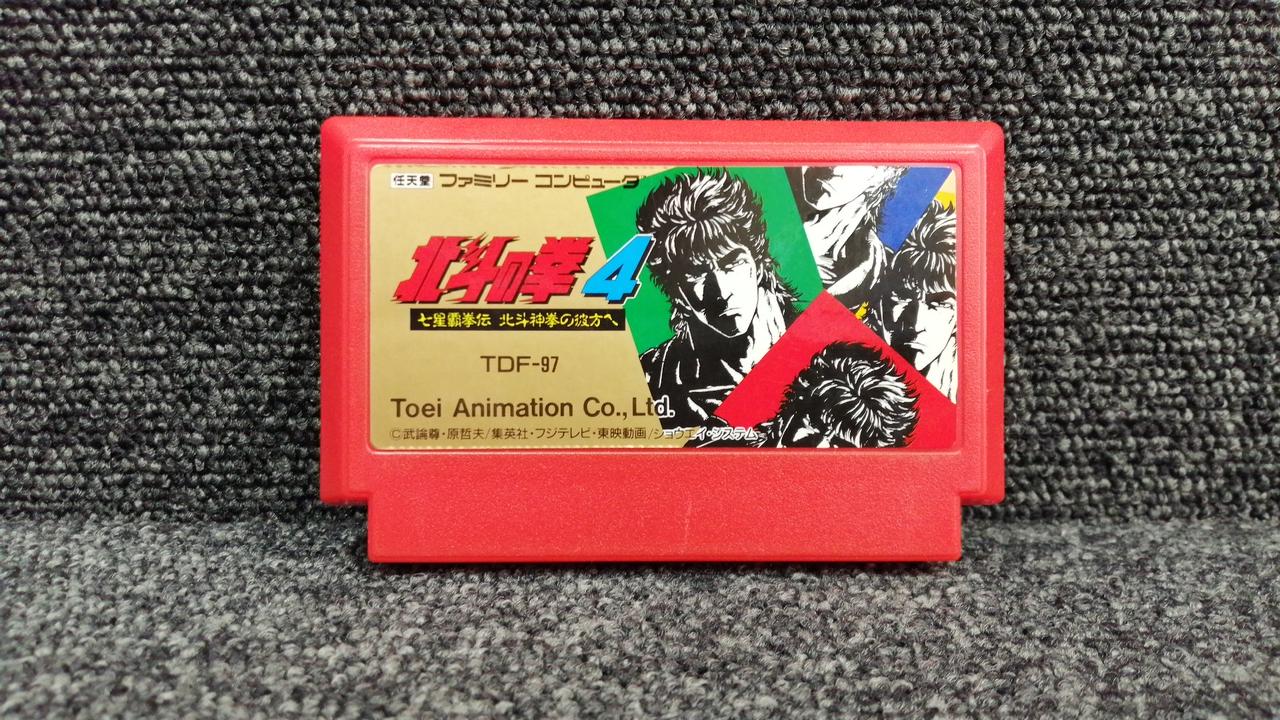 任天堂 ファミリー コンピュータ
北斗の拳4
七星覇拳伝 北斗神拳の彼方へ
TDF-97
Toei Animation Co.,Ltd.
©武論尊・原哲夫/集英社・フジテレビ・東映動画/ショウエイ・システム